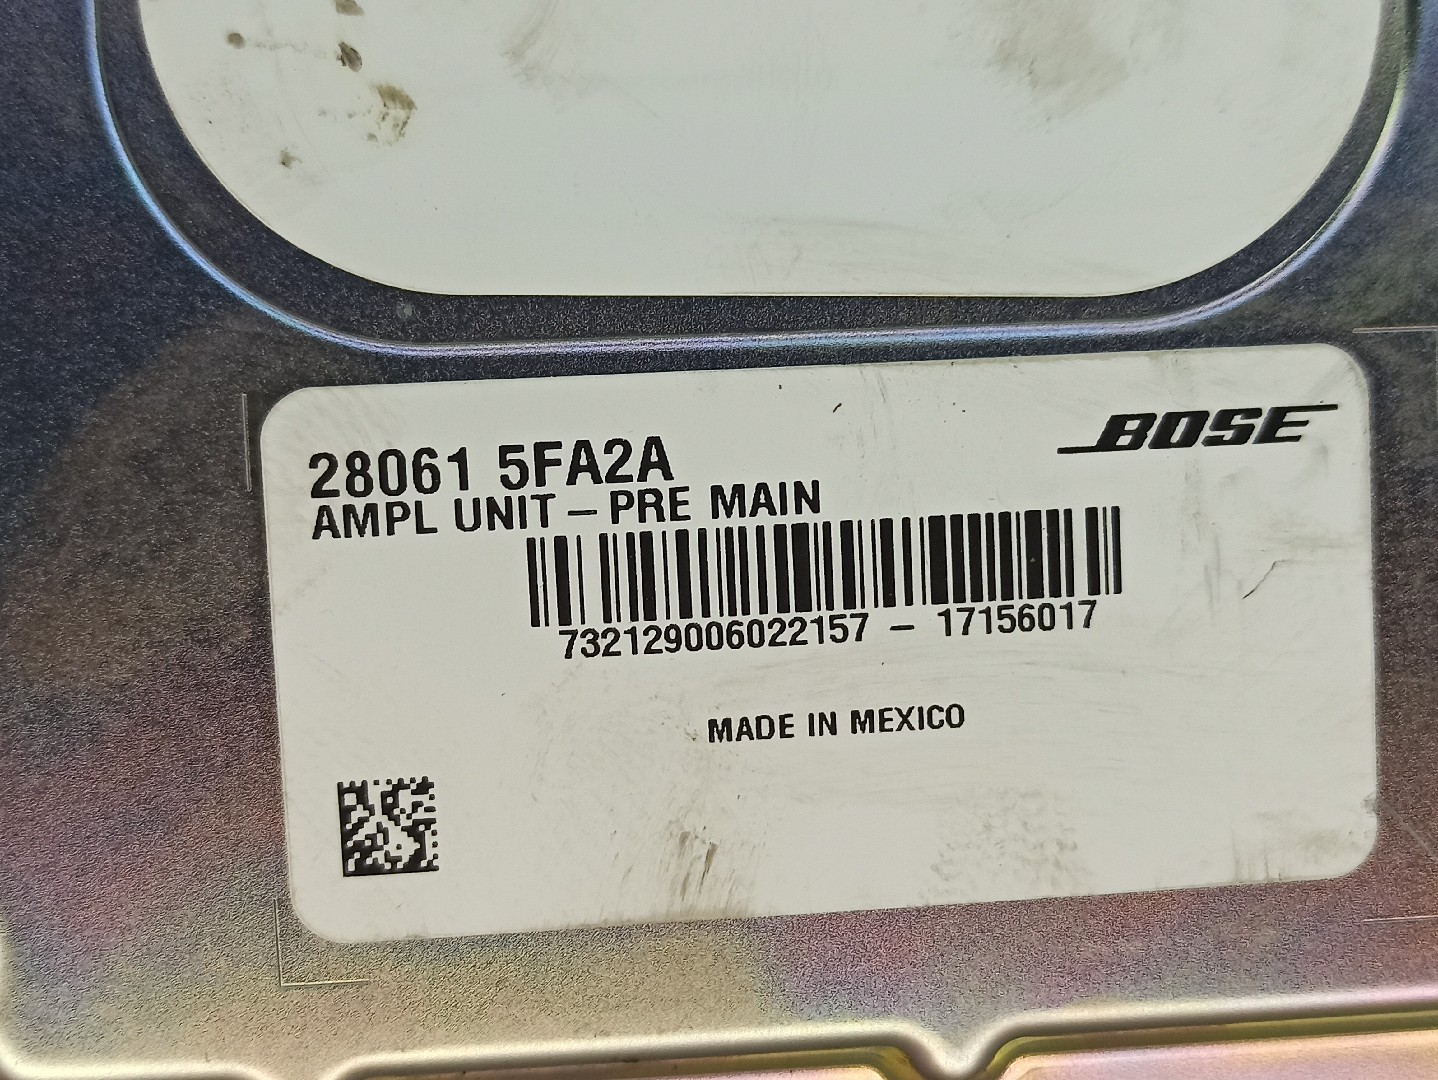 BOSE
28061 5FA2A
AMPL UNIT – PRE MAIN
732129006022157 – 17156017
MADE IN MEXICO